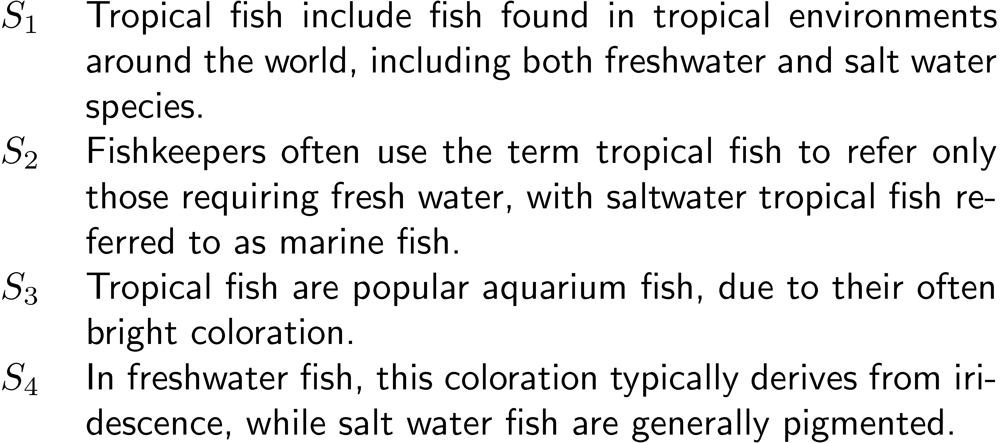 S1 Tropical fish include fish found in tropical environments
around the world, including both freshwater and salt water
species.
S2 Fishkeepers often use the term tropical fish to refer only
those requiring fresh water, with saltwater tropical fish re-
ferred to as marine fish.
S3 Tropical fish are popular aquarium fish, due to their often
bright coloration.
S4 In freshwater fish, this coloration typically derives from iri-
descence, while salt water fish are generally pigmented.